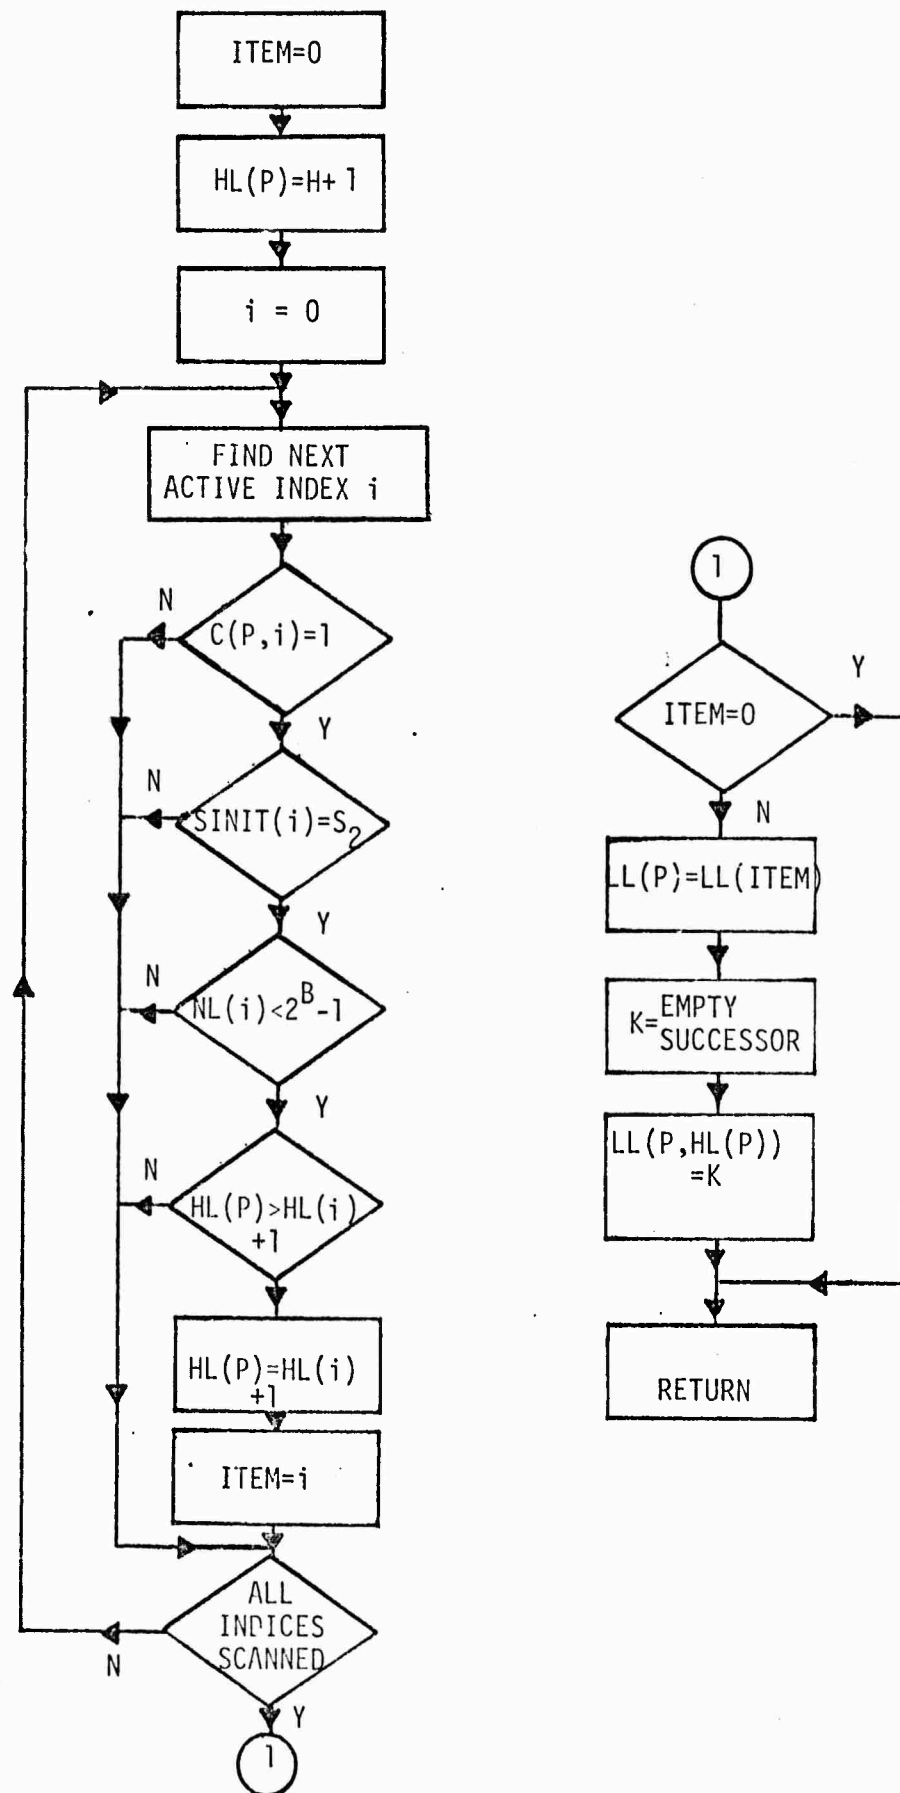 ITEM=0
HL(P)=H+1
i = 0
FIND NEXT
ACTIVE INDEX i
N
C(P,i)=1
Y
N
SINIT(i)=S2
Y
N
NL(i)<2^B-1
Y
N
HL(P)>HL(i)
+1
HL(P)=HL(i)
+1
ITEM=i
ALL
INDICES
SCANNED
N
Y
1
1
Y
ITEM=0
N
LL(P)=LL(ITEM)
K=EMPTY
SUCCESSOR
LL(P,HL(P))
=K
RETURN